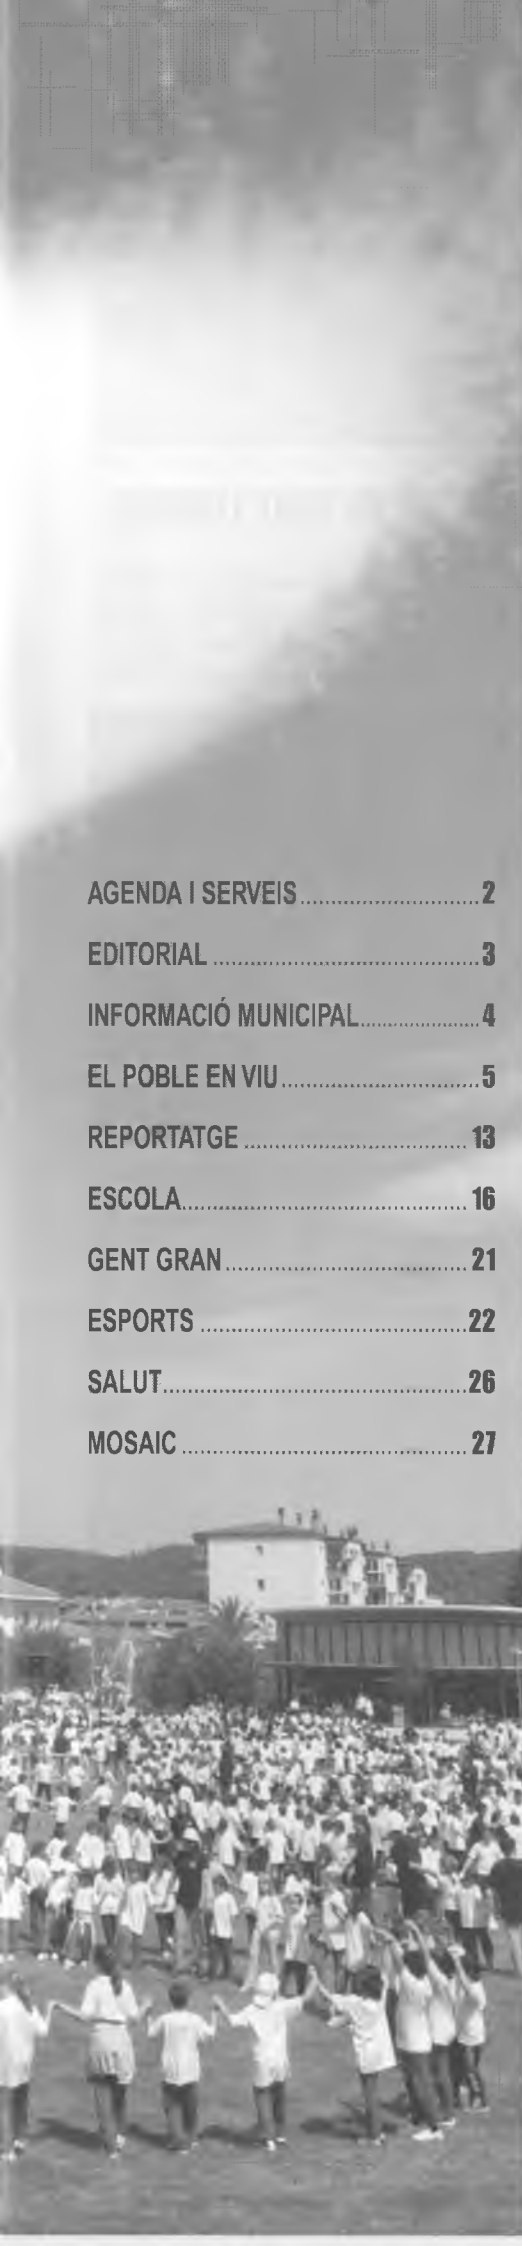 AGENDA I SERVEIS............................2
EDITORIAL..........................................3
INFORMACIÓ MUNICIPAL...................4
EL POBLE EN VIU...............................5
REPORTATGE...................................13
ESCOLA.............................................16
GENT GRAN......................................21
ESPORTS..........................................22
SALUT................................................26
MOSAIC.............................................27